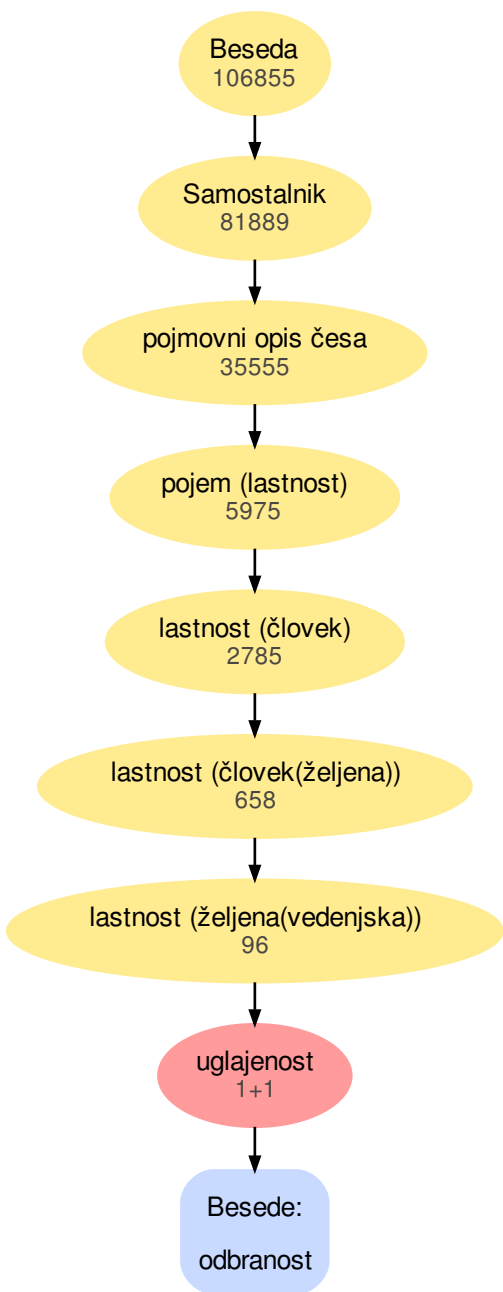 Beseda
106855
Samostalnik
81889
pojmovni opis česa
35555
pojem (lastnost)
5975
lastnost (človek)
2785
lastnost (človek(željena))
658
lastnost (željena(vedenjska))
96
uglajenost
1+1
Besede:
odbranost